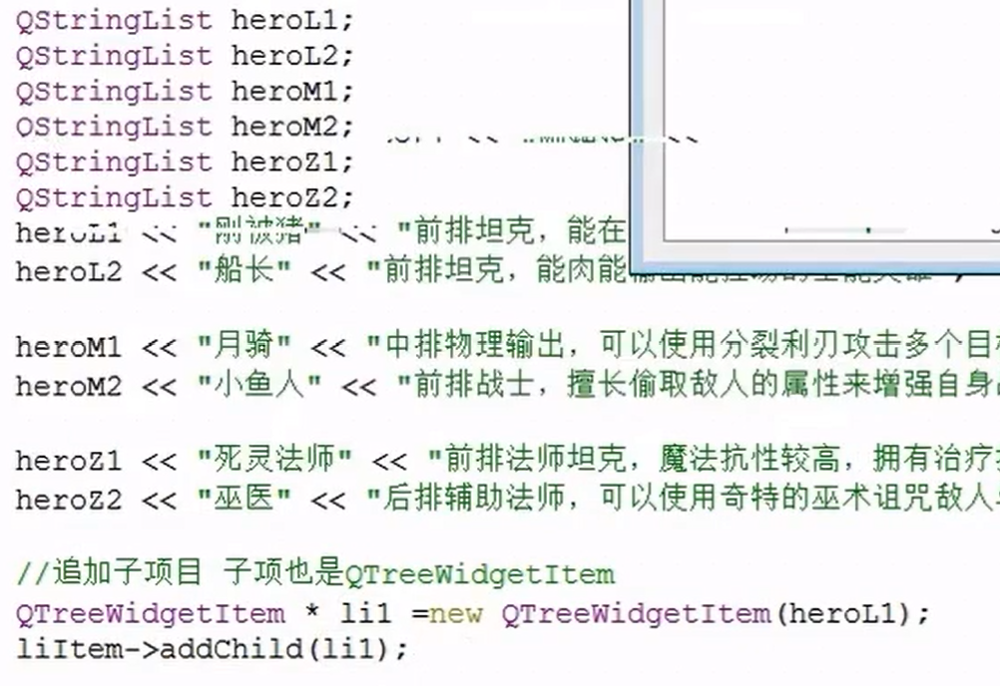 QStringList heroL1;
QStringList heroL2;
QStringList heroM1;
QStringList heroM2;
QStringList heroZ1;
QStringList heroZ2;
heroL1 << "刚被猪" << "前排坦克，能在
heroL2 << "船长" << "前排坦克，能肉能
heroM1 << "月骑" << "中排物理输出，可以使用分裂利刃攻击多个目
heroM2 << "小鱼人" << "前排战士，擅长偷取敌人的属性来增强自身
heroZ1 << "死灵法师" << "前排法师坦克，魔法抗性较高，拥有治疗
heroZ2 << "巫医" << "后排辅助法师，可以使用奇特的巫术诅咒敌人
//追加子项目 子项也是QTreeWidgetItem
QTreeWidgetItem * li1 =new QTreeWidgetItem(heroL1);
liItem->addChild(li1);